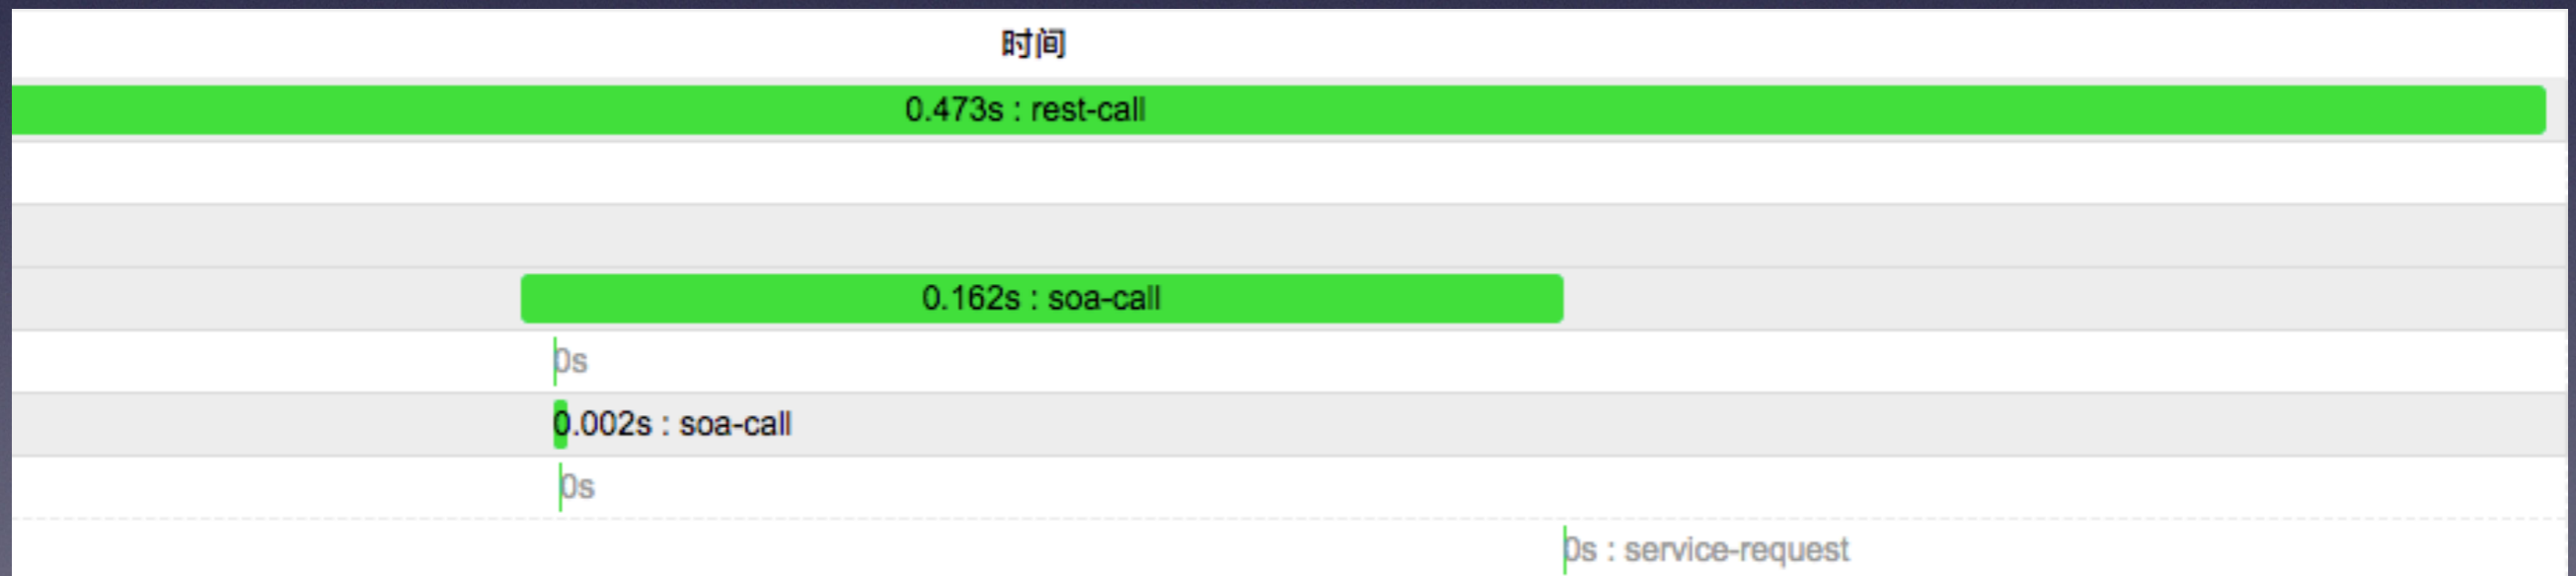 时间
0.473s : rest-call
0.162s : soa-call
0s
0.002s : soa-call
0s
0s : service-request